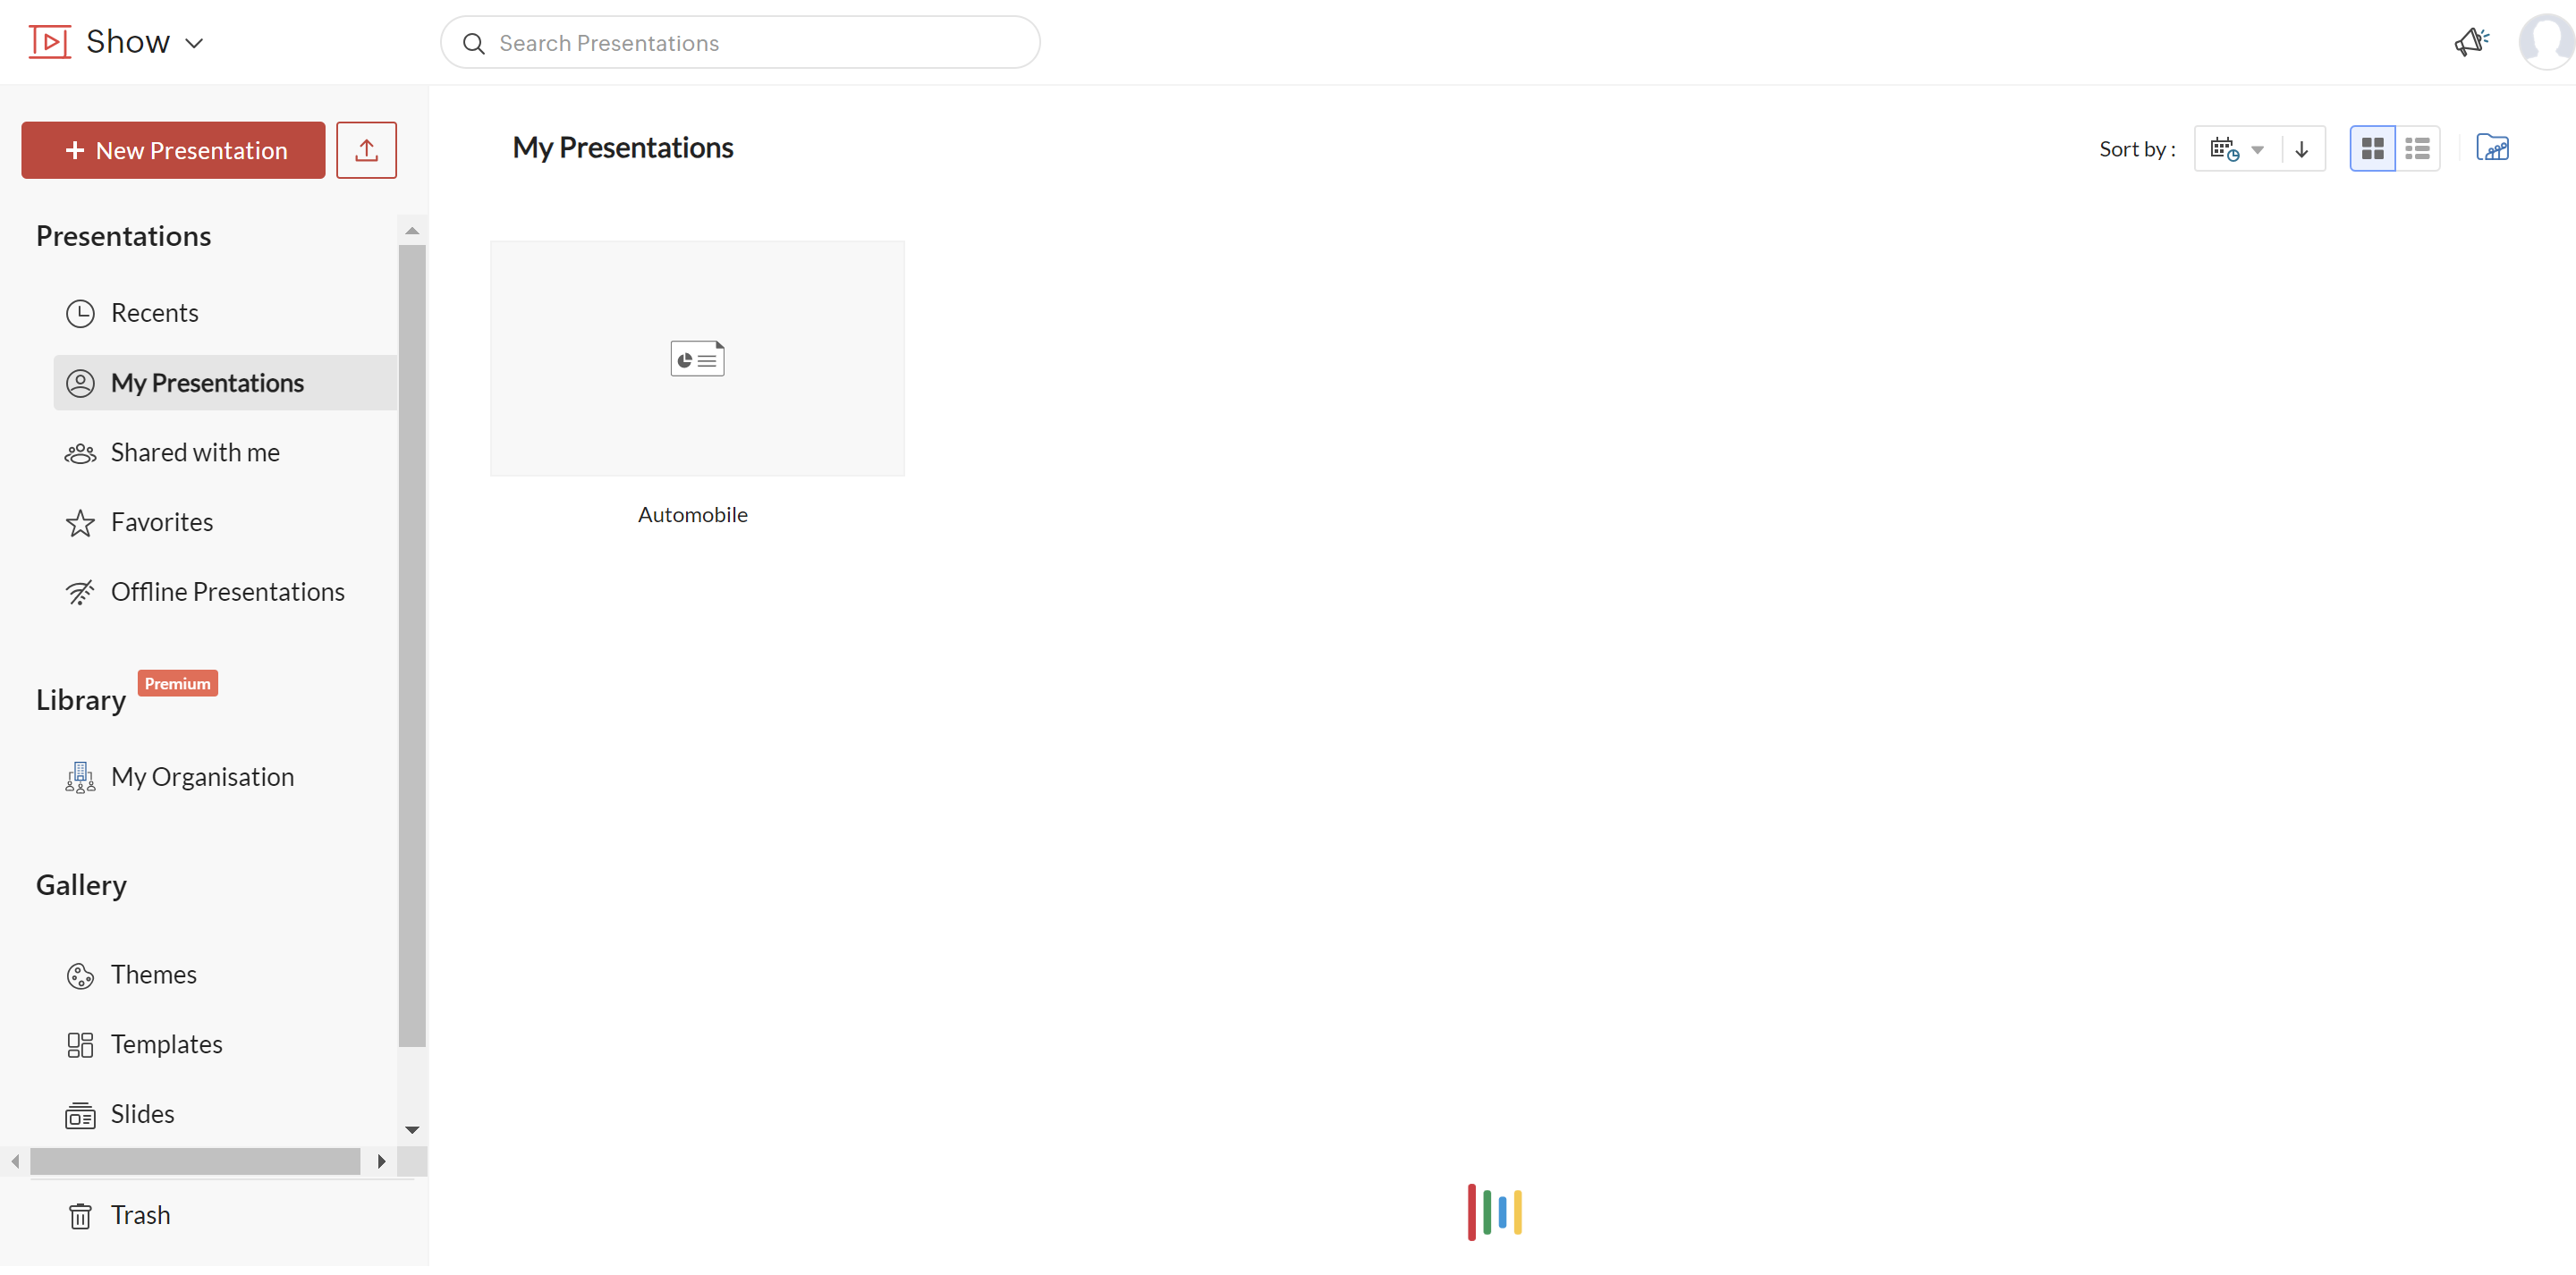 Show
Search Presentations
New Presentation
My Presentations
Sort by :
Presentations
Recents
My Presentations
Shared with me
Favorites
Offline Presentations
Automobile
Library
Premium
My Organisation
Gallery
Themes
Templates
Slides
Trash